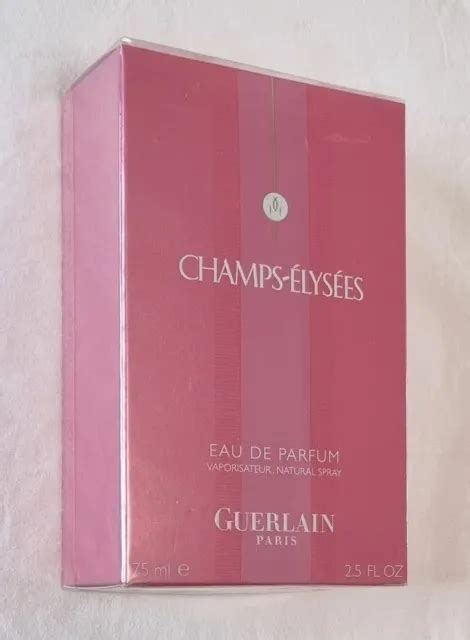 CHAMPS-ÉLYSÉES
EAU DE PARFUM
VAPORISATEUR. NATURAL SPRAY
GUERLAIN
PARIS
75 ml ℮ 2.5 FL OZ